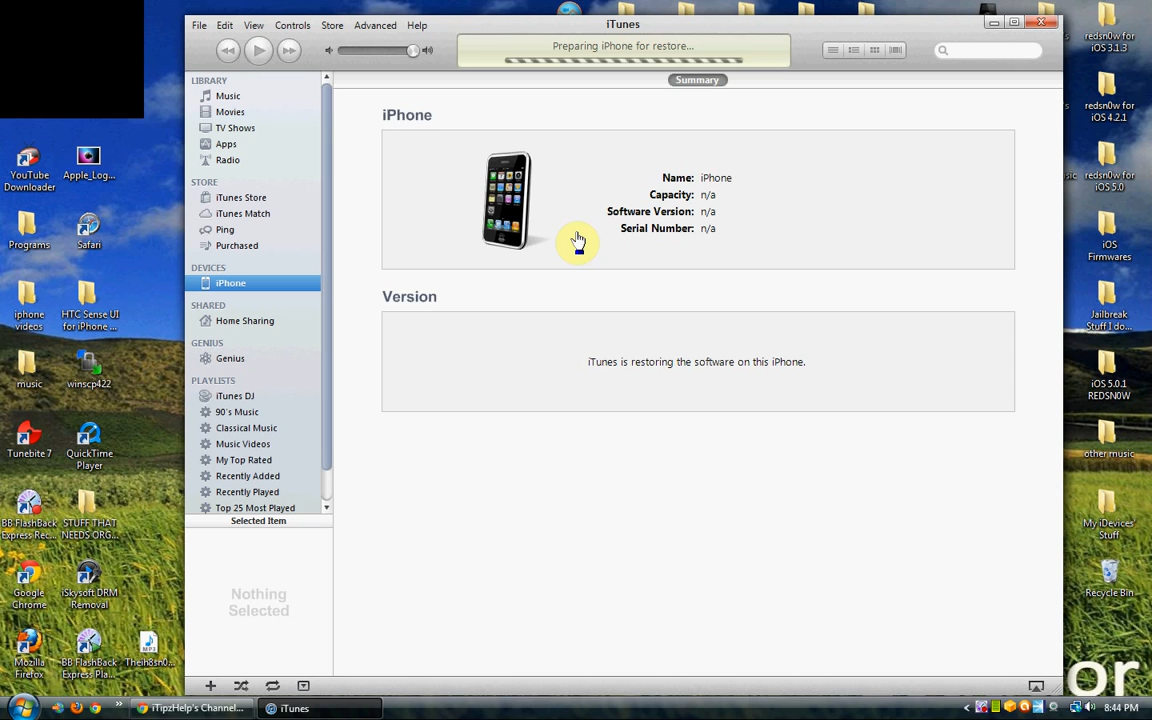 File Edit View Controls Store Advanced Help
iTunes
Preparing iPhone for restore...
LIBRARY
Music
Movies
TV Shows
Apps
Radio
STORE
iTunes Store
iTunes Match
Ping
Purchased
DEVICES
iPhone
SHARED
Home Sharing
GENIUS
Genius
PLAYLISTS
iTunes DJ
90's Music
Classical Music
Music Videos
My Top Rated
Recently Added
Recently Played
Top 25 Most Played
Selected Item
Nothing
Selected
Summary
iPhone
Name: iPhone
Capacity: n/a
Software Version: n/a
Serial Number: n/a
Version
iTunes is restoring the software on this iPhone.
YouTube
Downloader
Apple_Log...
Programs
Safari
iphone
videos
HTC Sense UI
for iPhone ...
music
winscp422
Tunebite 7
QuickTime
Player
BB FlashBack
Express Rec...
STUFF THAT
NEEDS ORG...
Google
Chrome
iSkysoft DRM
Removal
Mozilla
Firefox
BB FlashBack
Express Pla...
MP3
Theih8sn0...
redsn0w for
iOS 3.1.3
redsn0w for
iOS 4.2.1
redsn0w for
iOS 5.0
iOS
Firmwares
Jailbreak
Stuff I do...
iOS 5.0.1
REDSN0W
other music
My iDevices
Stuff
Recycle Bin
or
iTipzHelp's Channel...
iTunes
8:44 PM